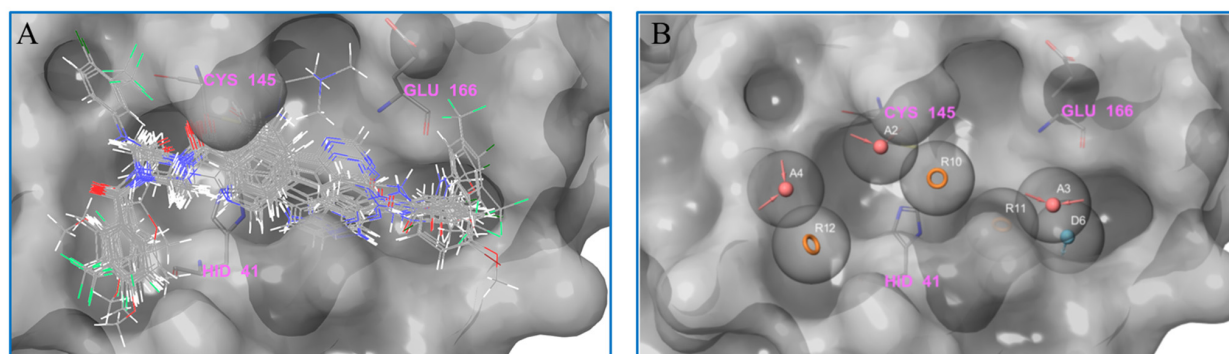 A
CYS 145
GLU 166
HID 41
B
CYS 145
GLU 166
A2
R10
A4
R11
A3
R12
D6
HID 41